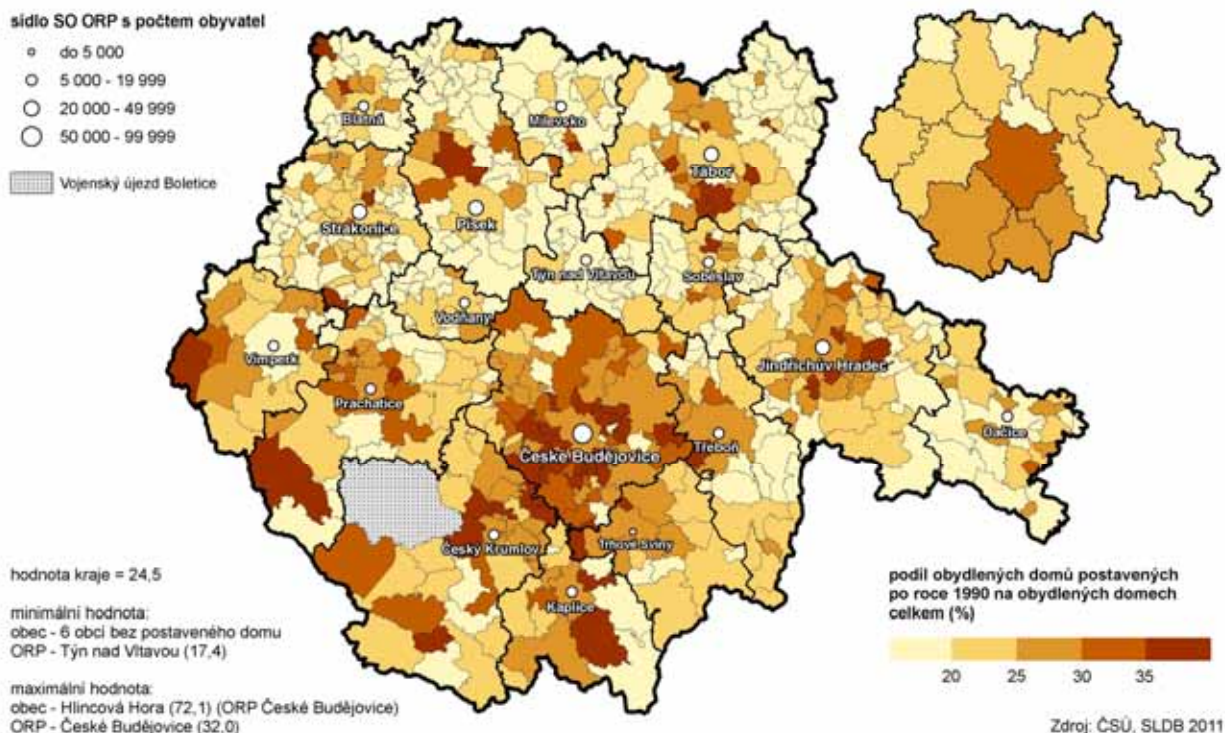 sídlo SO ORP s počtem obyvatel
do 5 000
5 000 - 19 999
20 000 - 49 999
50 000 - 99 999
Vojenský újezd Boletice
Blatná
Milevsko
Tábor
Strakonice
Písek
Týn nad Vltavou
Soběslav
Vodňany
Vimperk
Jindřichův Hradec
Prachatice
Dačice
České Budějovice
Třeboň
Český Krumlov
Trhové Sviny
Kaplice
hodnota kraje = 24,5
minimální hodnota:
obec - 6 obcí bez postaveného domu
ORP - Týn nad Vltavou (17,4)
maximální hodnota:
obec - Hlincová Hora (72,1) (ORP České Budějovice)
ORP - České Budějovice (32,0)
podíl obydlených domů postavených
po roce 1990 na obydlených domech
celkem (%)
20 25 30 35
Zdroj: ČSÚ, SLDB 2011